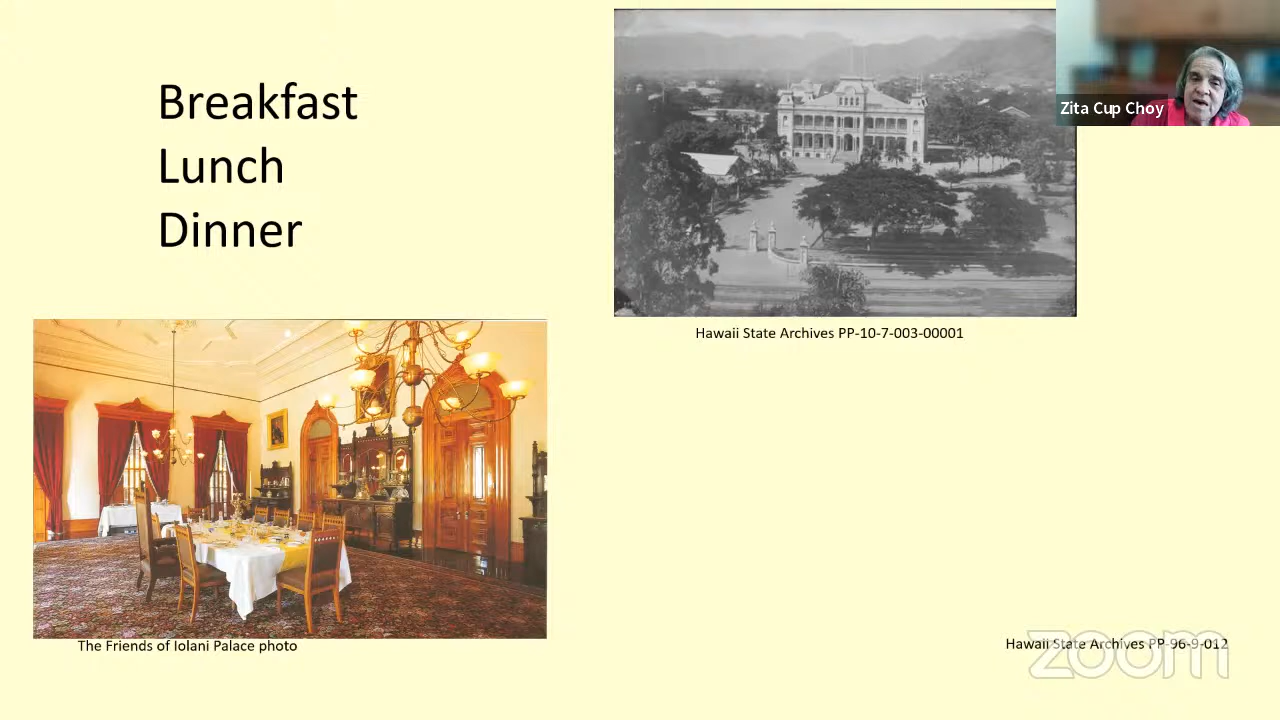 Breakfast
Lunch
Dinner
Zita Cup Choy
Hawaii State Archives PP-10-7-003-00001
The Friends of Iolani Palace photo
Hawaii State Archives PP-96-9-012
zoom